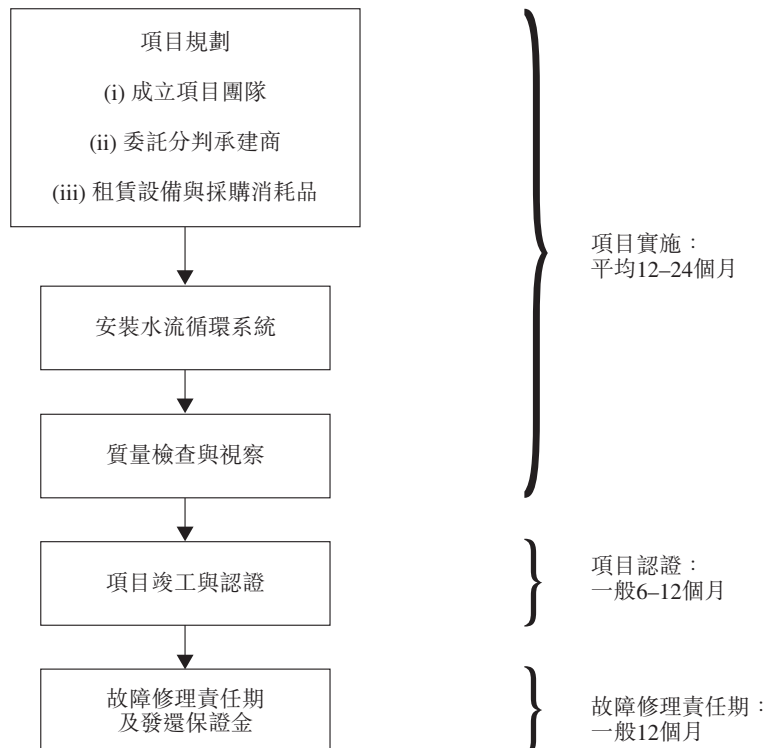 項目規劃
(i) 成立項目團隊
(ii) 委託分判承建商
(iii) 租賃設備與採購消耗品
項目實施：
平均12–24個月
安裝水流循環系統
質量檢查與視察
項目竣工與認證
項目認證：
一般6–12個月
故障修理責任期
及發還保證金
故障修理責任期：
一般12個月